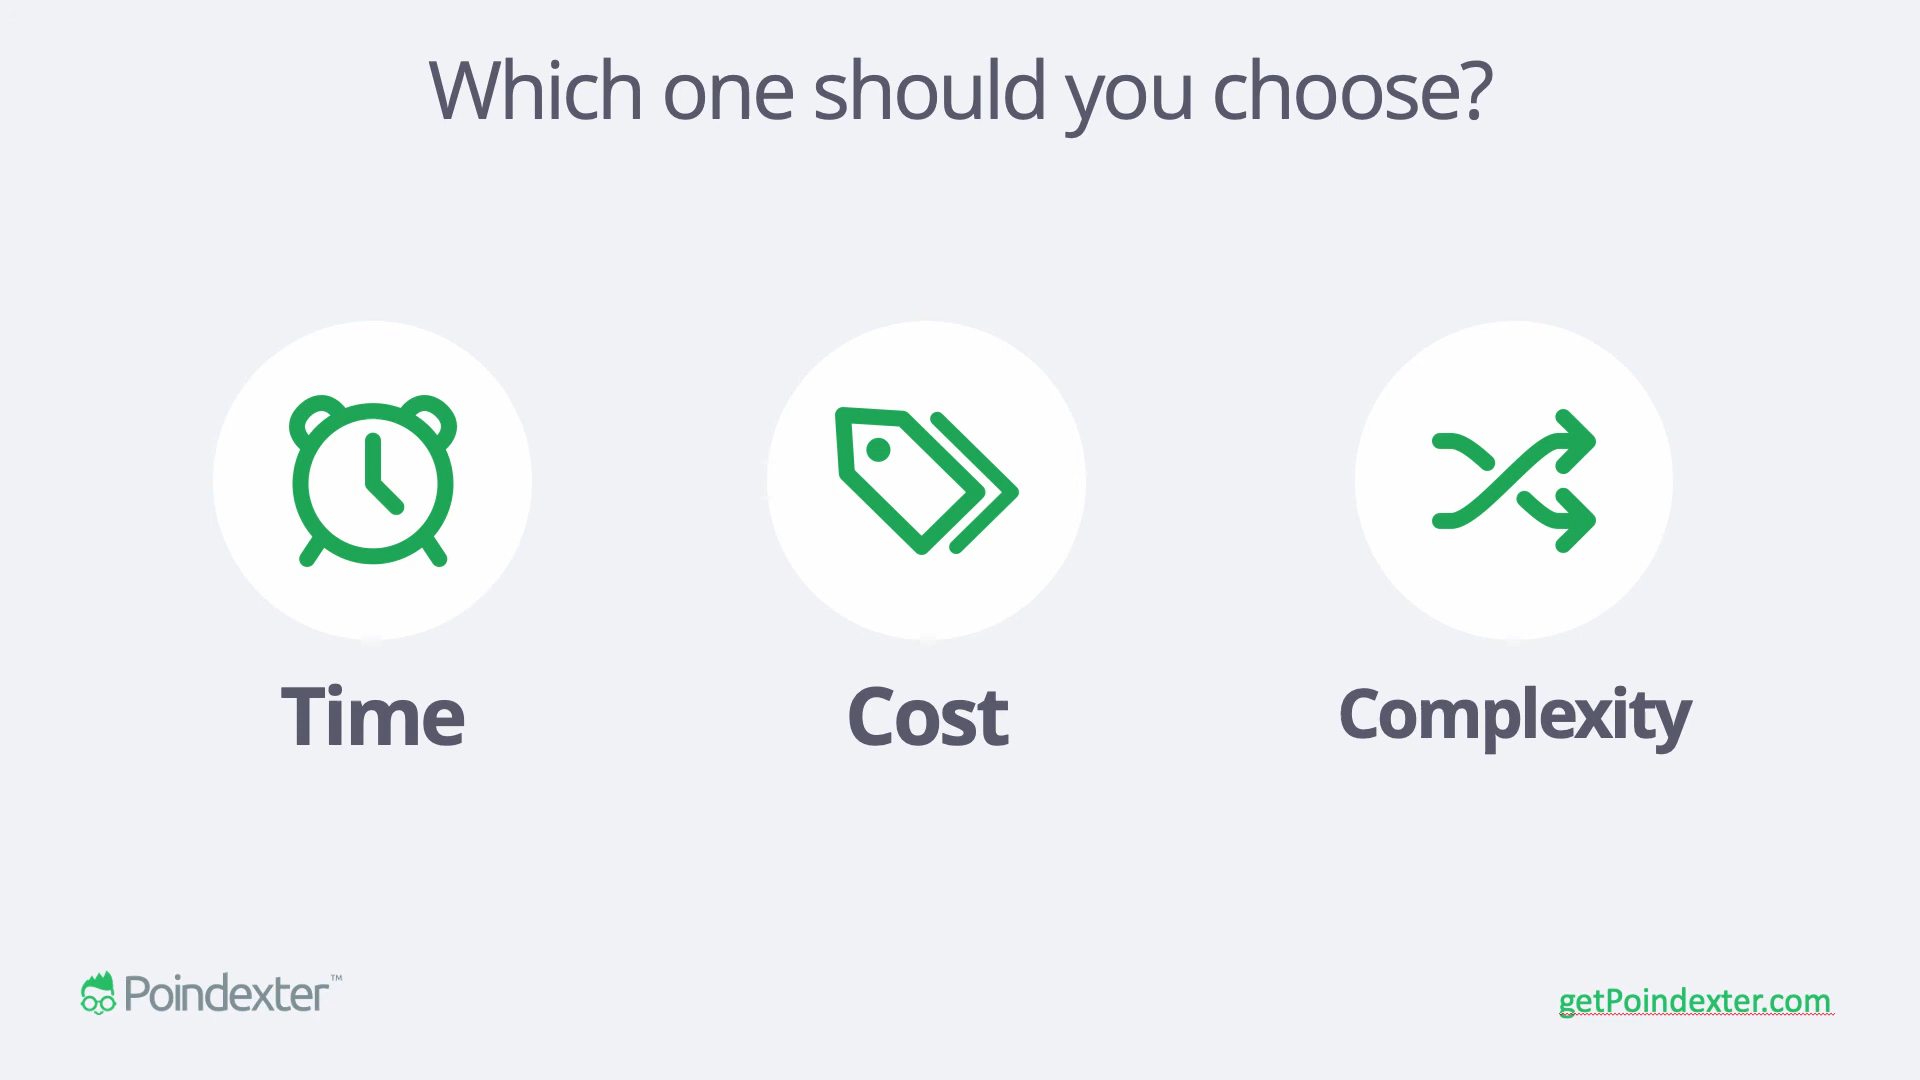 Which one should you choose?
Time
Cost
Complexity
Poindexter™
getPoindexter.com